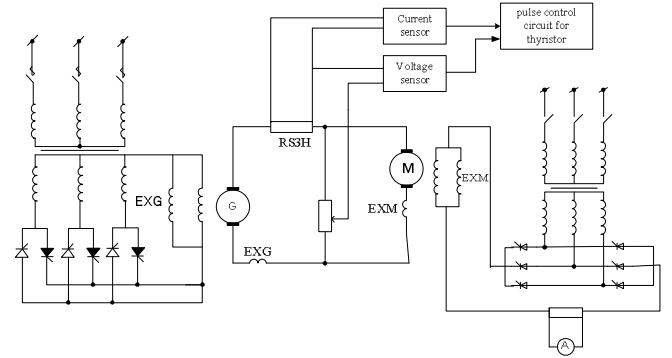 Current
sensor
pulse control
circuit for
thyristor
Voltage
sensor
RS3H
EXG
G
M
EXM
EXM
EXG
A